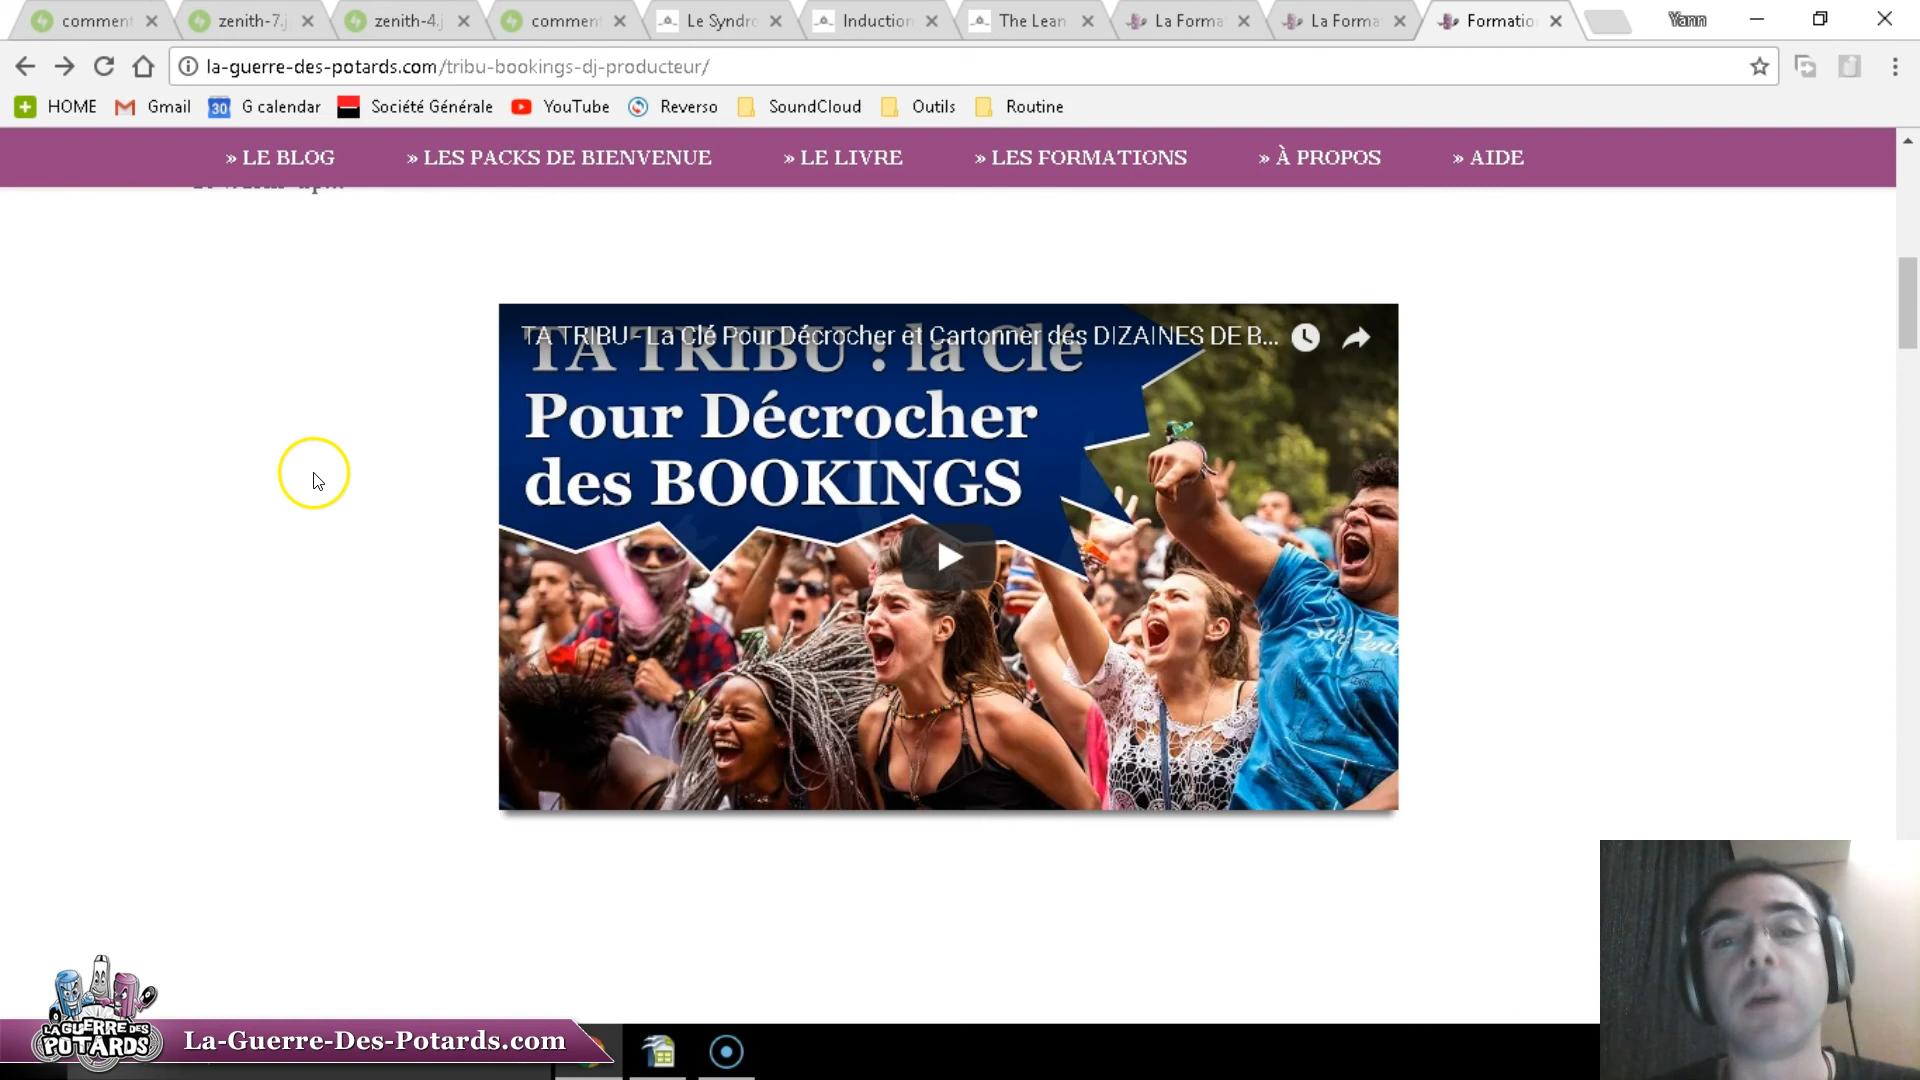 comment
zenith-7.j
zenith-4.j
comment
Le Syndro
Induction
The Lean
La Forma
La Forma
Formatio
Yann
la-guerre-des-potards.com/tribu-bookings-dj-producteur/
HOME
Gmail
30
G calendar
Société Générale
YouTube
Reverso
SoundCloud
Outils
Routine
» LE BLOG
» LES PACKS DE BIENVENUE
» LE LIVRE
» LES FORMATIONS
» À PROPOS
» AIDE
TA TRIBU - La Clé Pour Décrocher et Cartonner des DIZAINES DE B...
TA TRIBU : la Clé
Pour Décrocher
des BOOKINGS
LA GUERRE DES
POTARDS
La-Guerre-Des-Potards.com